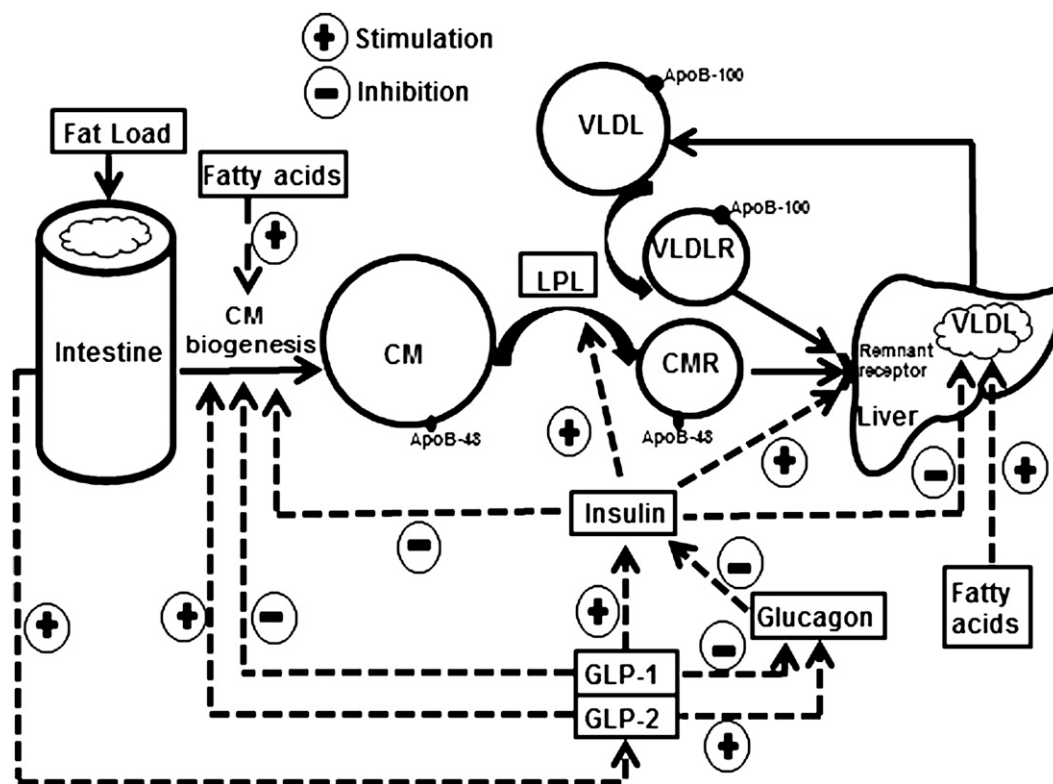 + Stimulation
- Inhibition
Fat Load
Fatty acids
+
Intestine
CM
biogenesis
CM
ApoB-48
LPL
VLDL
ApoB-100
VLDLR
ApoB-100
CMR
ApoB-48
Remnant
receptor
VLDL
Liver
+
+
-
+
Insulin
-
-
Glucagon
Fatty
acids
+
+
-
+
-
GLP-1
GLP-2
+